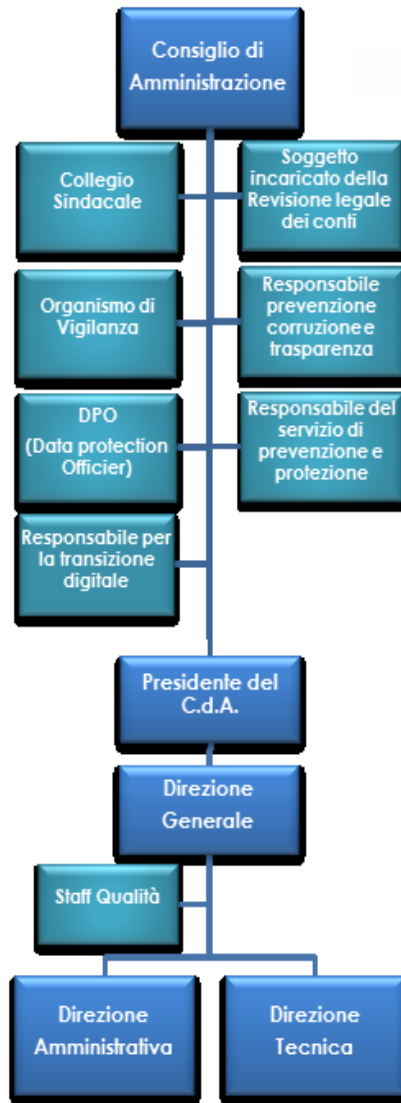 Consiglio di
Amministrazione
Collegio
Sindacale
Soggetto
incaricato della
Revisione legale
dei conti
Organismo di
Vigilanza
Responsabile
prevenzione
corruzione e
trasparenza
DPO
(Data protection
Officier)
Responsabile del
servizio di
prevenzione e
protezione
Responsabile per
la transizione
digitale
Presidente del
C.d.A.
Direzione
Generale
Staff Qualità
Direzione
Amministrativa
Direzione
Tecnica